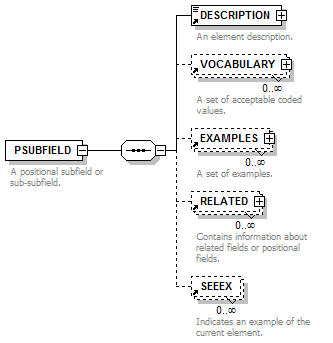 DESCRIPTION
An element description.
VOCABULARY
0..∞
A set of acceptable coded
values.
PSUBFIELD
A positional subfield or
sub-subfield.
EXAMPLES
0..∞
A set of examples.
RELATED
0..∞
Contains information about
related fields or positional
fields.
SEEEX
0..∞
Indicates an example of the
current element.